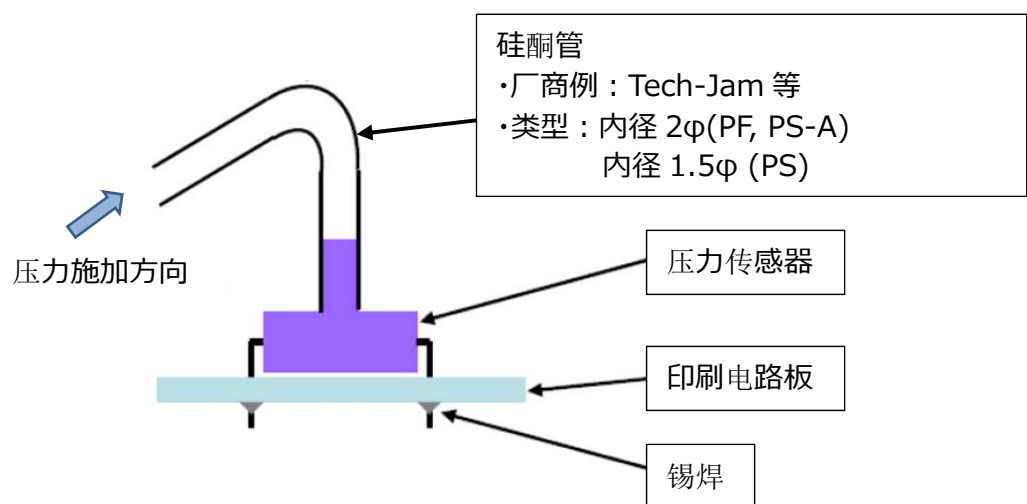 硅酮管
・厂商例：Tech-Jam 等
・类型：内径 2φ(PF, PS-A)
内径 1.5φ (PS)
压力施加方向
压力传感器
印刷电路板
锡焊